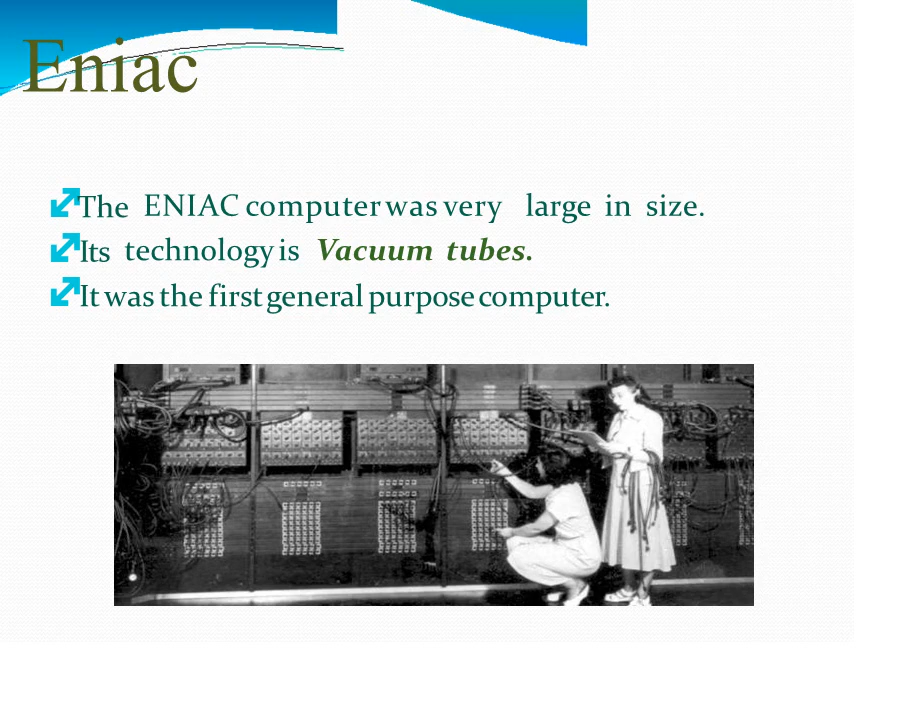 Eniac
The ENIAC computer was very large in size.
Its technology is Vacuum tubes.
It was the first general purpose computer.